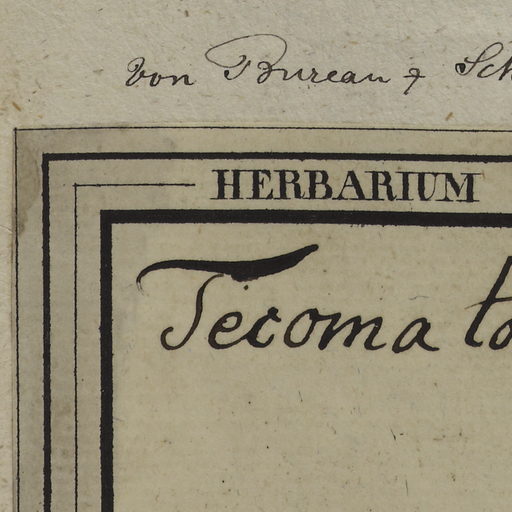 von Bureau & Sch
HERBARIUM
Tecoma to